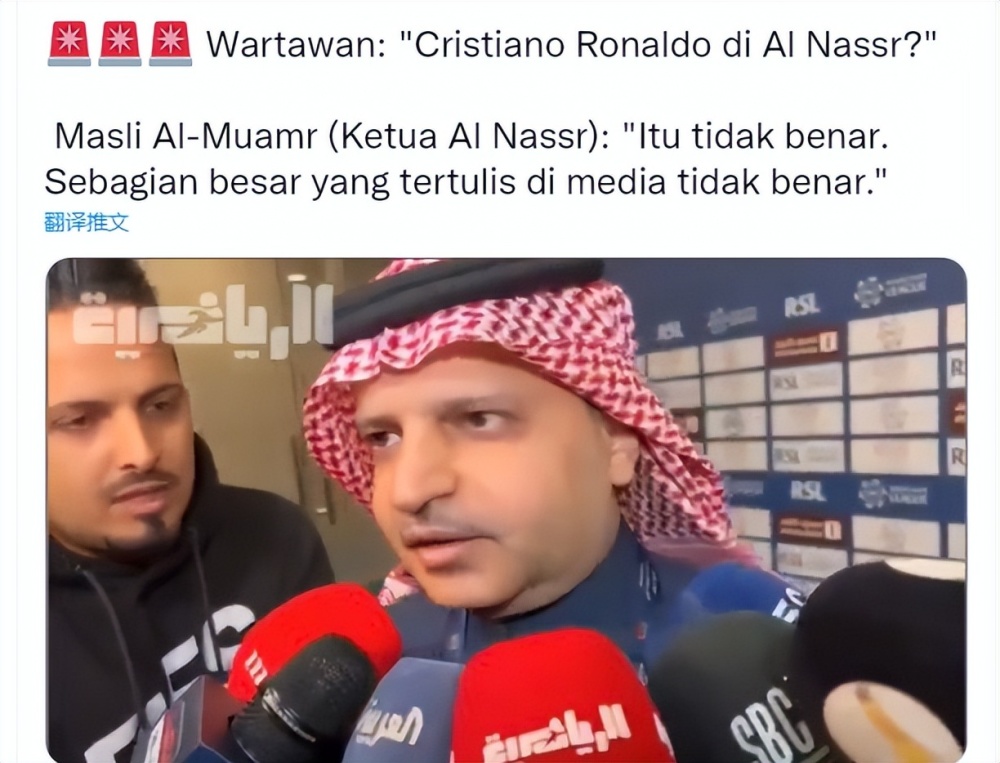 Wartawan: "Cristiano Ronaldo di Al Nassr?"
Masli Al-Muamr (Ketua Al Nassr): "Itu tidak benar.
Sebagian besar yang tertulis di media tidak benar."
翻译推文
الرياضية
RSL
RSL
RSL
RSL
RSL
العربية
الرياضية
SBC